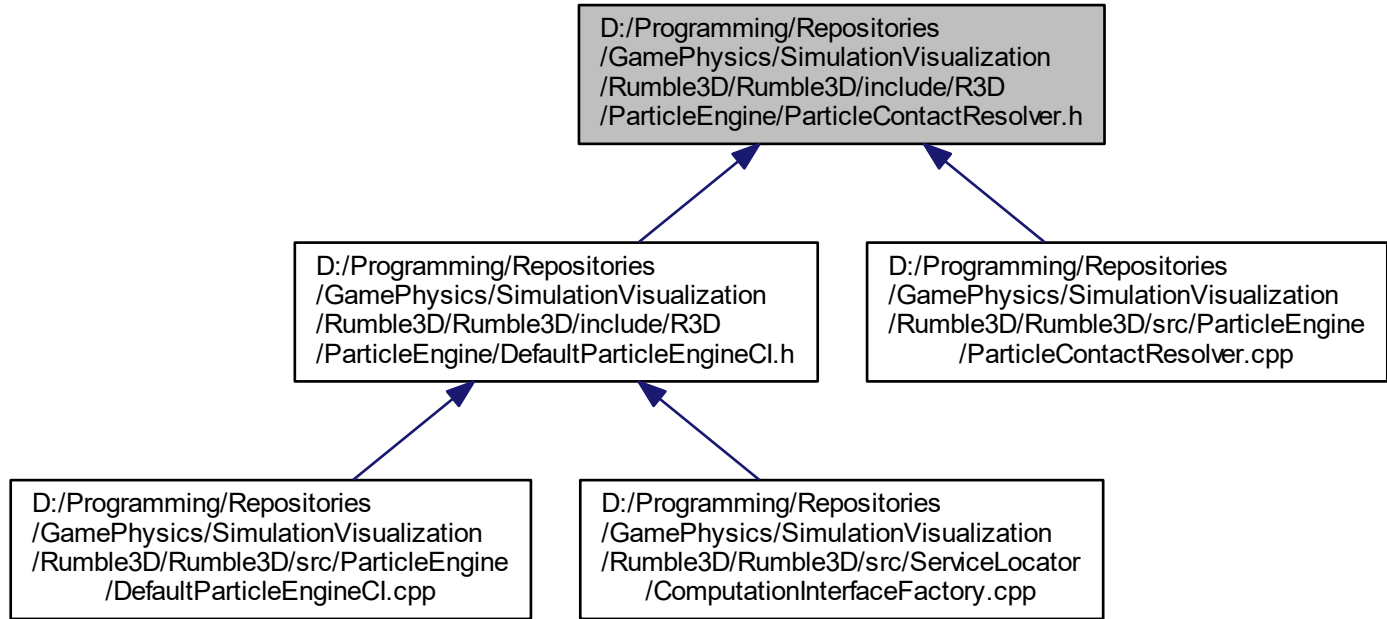 D:/Programming/Repositories
/GamePhysics/SimulationVisualization
/Rumble3D/Rumble3D/include/R3D
/ParticleEngine/ParticleContactResolver.h
D:/Programming/Repositories
/GamePhysics/SimulationVisualization
/Rumble3D/Rumble3D/include/R3D
/ParticleEngine/DefaultParticleEngineCI.h
D:/Programming/Repositories
/GamePhysics/SimulationVisualization
/Rumble3D/Rumble3D/src/ParticleEngine
/ParticleContactResolver.cpp
D:/Programming/Repositories
/GamePhysics/SimulationVisualization
/Rumble3D/Rumble3D/src/ParticleEngine
/DefaultParticleEngineCI.cpp
D:/Programming/Repositories
/GamePhysics/SimulationVisualization
/Rumble3D/Rumble3D/src/ServiceLocator
/ComputationInterfaceFactory.cpp